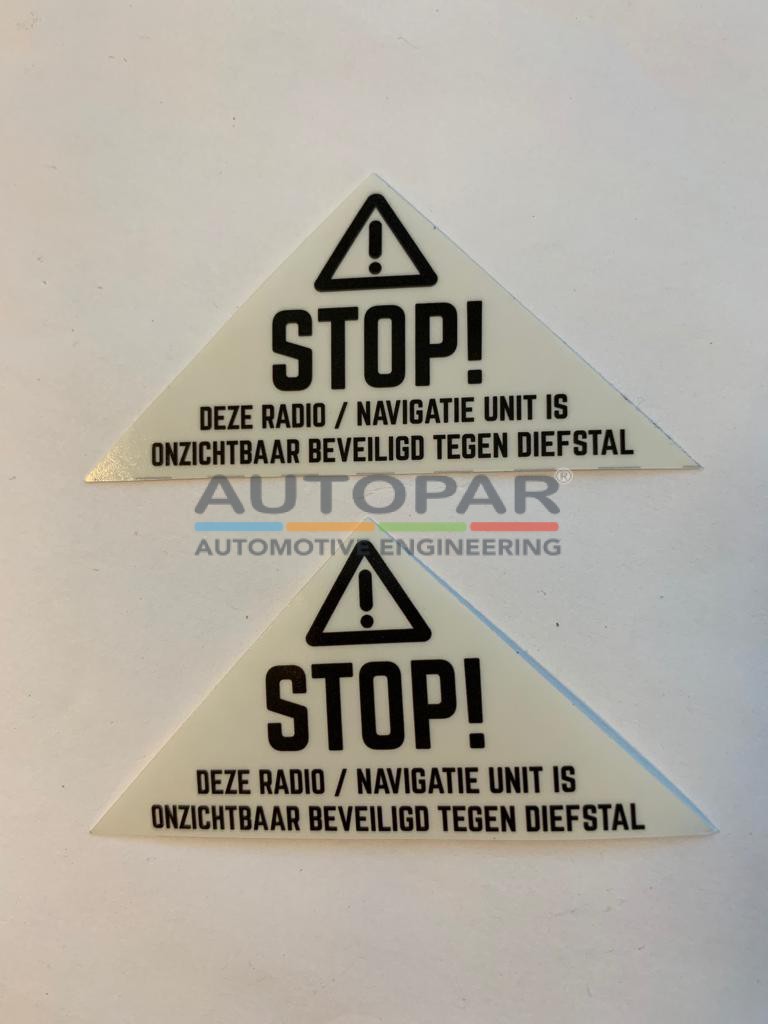 STOP!
DEZE RADIO / NAVIGATIE UNIT IS
ONZICHTBAAR BEVEILIGD TEGEN DIEFSTAL
AUTOPAR®
AUTOMOTIVE ENGINEERING
STOP!
DEZE RADIO / NAVIGATIE UNIT IS
ONZICHTBAAR BEVEILIGD TEGEN DIEFSTAL